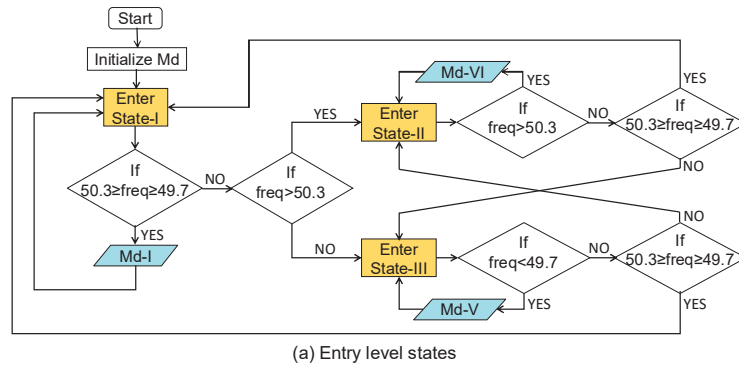 Start
Initialize Md
Enter
State-I
If
50.3≥freq≥49.7
YES
Md-I
NO
If
freq>50.3
YES
NO
Md-VI
Enter
State-II
YES
If
freq>50.3
NO
YES
If
50.3≥freq≥49.7
NO
Enter
State-III
Md-V
If
freq<49.7
YES
NO
NO
If
50.3≥freq≥49.7
YES
(a) Entry level states